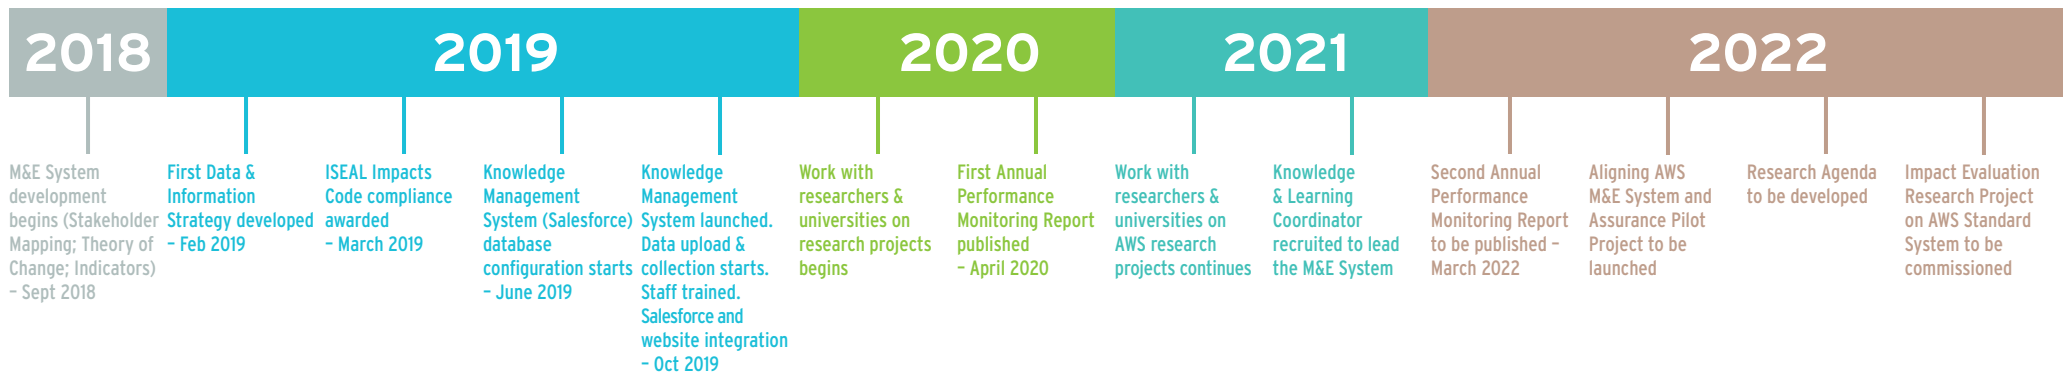 2018
2019
2020
2021
2022
M&E System
development
begins (Stakeholder
Mapping; Theory of
Change; Indicators)
– Sept 2018
First Data &
Information
Strategy developed
– Feb 2019
ISEAL Impacts
Code compliance
awarded
– March 2019
Knowledge
Management
System (Salesforce)
database
configuration starts
– June 2019
Knowledge
Management
System launched.
Data upload &
collection starts.
Staff trained.
Salesforce and
website integration
– Oct 2019
Work with
researchers &
universities on
research projects
begins
First Annual
Performance
Monitoring Report
published
– April 2020
Work with
researchers &
universities on
AWS research
projects continues
Knowledge
& Learning
Coordinator
recruited to lead
the M&E System
Second Annual
Performance
Monitoring Report
to be published –
March 2022
Aligning AWS
M&E System and
Assurance Pilot
Project to be
launched
Research Agenda
to be developed
Impact Evaluation
Research Project
on AWS Standard
System to be
commissioned